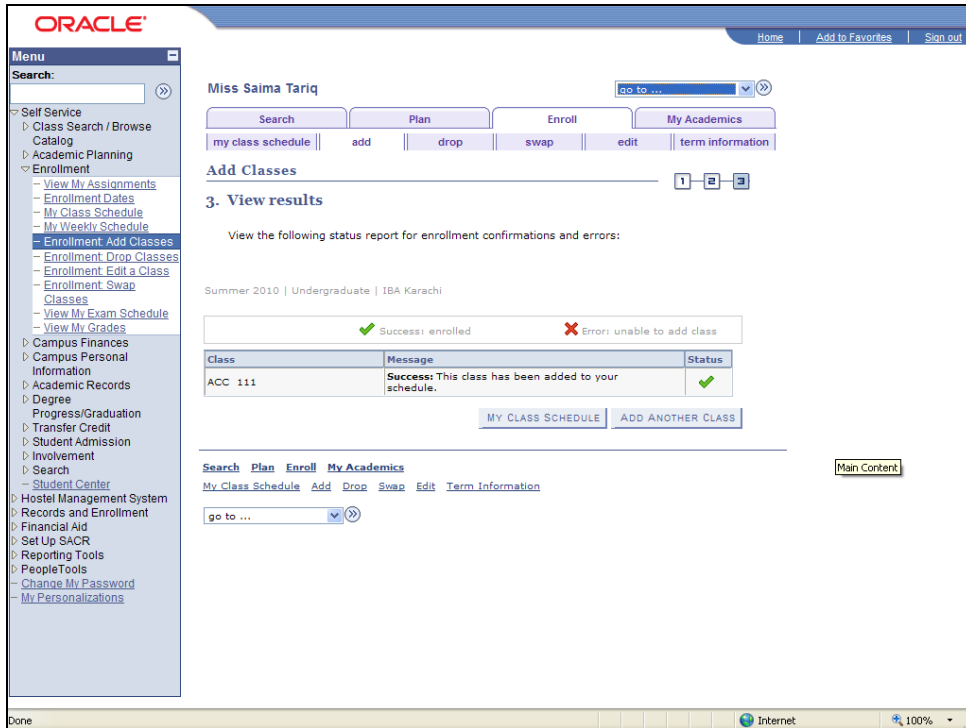 ORACLE
Home | Add to Favorites | Sign out
Menu
Search:
Self Service
Class Search / Browse
Catalog
Academic Planning
Enrollment
View My Assignments
Enrollment Dates
My Class Schedule
My Weekly Schedule
Enrollment: Add Classes
Enrollment: Drop Classes
Enrollment: Edit a Class
Enrollment: Swap
Classes
View My Exam Schedule
View My Grades
Campus Finances
Campus Personal
Information
Academic Records
Degree
Progress/Graduation
Transfer Credit
Student Admission
Involvement
Search
Student Center
Hostel Management System
Records and Enrollment
Financial Aid
Set Up SACR
Reporting Tools
PeopleTools
Change My Password
My Personalizations
Miss Saima Tariq
go to ...
Search Plan Enroll My Academics
my class schedule add drop swap edit term information
Add Classes
1 2 3
3. View results
View the following status report for enrollment confirmations and errors:
Summer 2010 | Undergraduate | IBA Karachi
Success: enrolled Error: unable to add class
Class Message Status
ACC 111 Success: This class has been added to your
schedule.
MY CLASS SCHEDULE ADD ANOTHER CLASS
Search Plan Enroll My Academics
My Class Schedule Add Drop Swap Edit Term Information
go to ...
Main Content
Done Internet 100%